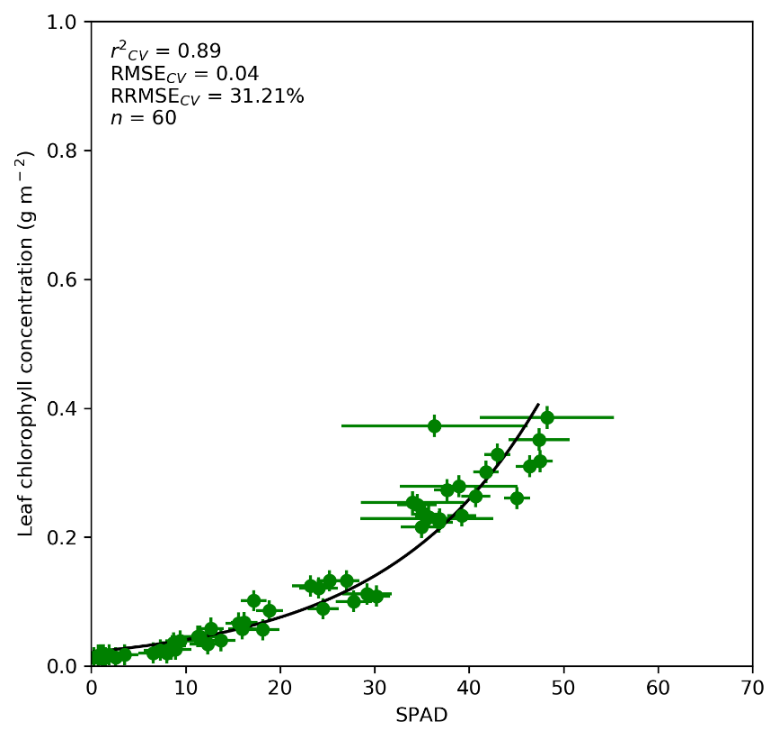 r²CV = 0.89
RMSECV = 0.04
RRMSECV = 31.21%
n = 60
1.0
0.8
0.6
0.4
0.2
0.0
Leaf chlorophyll concentration (g m⁻²)
0 10 20 30 40 50 60 70
SPAD